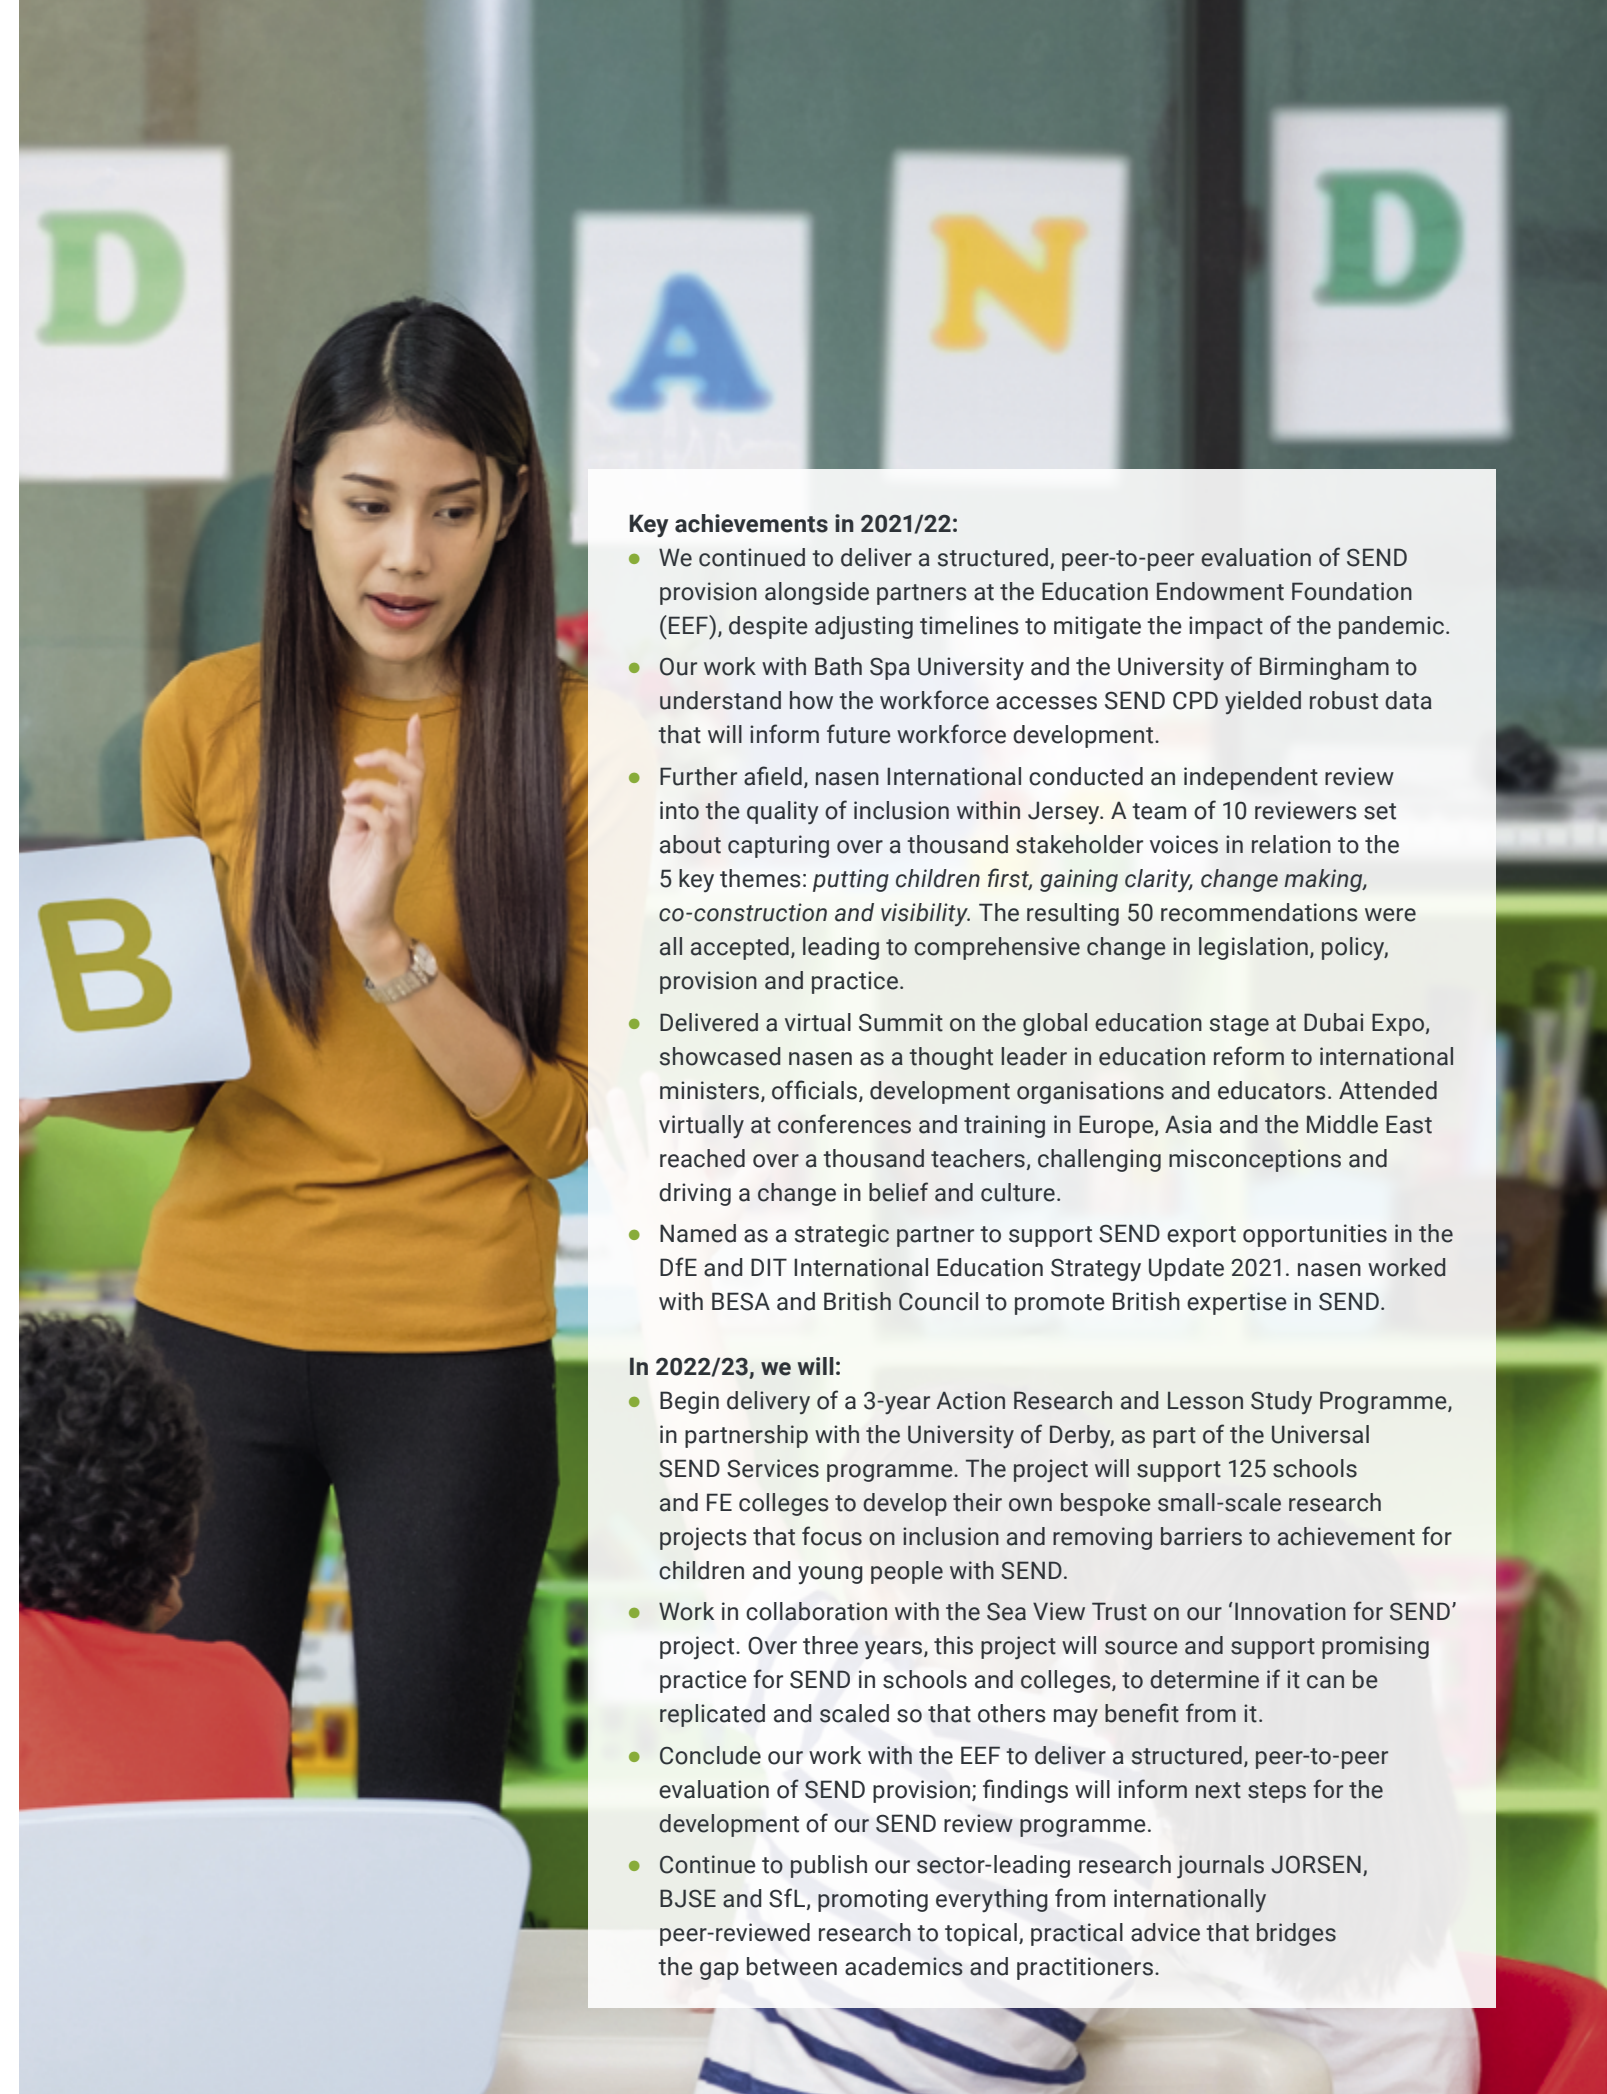 D
A
N
D
B
Key achievements in 2021/22:
● We continued to deliver a structured, peer-to-peer evaluation of SEND
provision alongside partners at the Education Endowment Foundation
(EEF), despite adjusting timelines to mitigate the impact of the pandemic.
● Our work with Bath Spa University and the University of Birmingham to
understand how the workforce accesses SEND CPD yielded robust data
that will inform future workforce development.
● Further afield, nasen International conducted an independent review
into the quality of inclusion within Jersey. A team of 10 reviewers set
about capturing over a thousand stakeholder voices in relation to the
5 key themes: putting children first, gaining clarity, change making,
co-construction and visibility. The resulting 50 recommendations were
all accepted, leading to comprehensive change in legislation, policy,
provision and practice.
● Delivered a virtual Summit on the global education stage at Dubai Expo,
showcased nasen as a thought leader in education reform to international
ministers, officials, development organisations and educators. Attended
virtually at conferences and training in Europe, Asia and the Middle East
reached over a thousand teachers, challenging misconceptions and
driving a change in belief and culture.
● Named as a strategic partner to support SEND export opportunities in the
DfE and DIT International Education Strategy Update 2021. nasen worked
with BESA and British Council to promote British expertise in SEND.
In 2022/23, we will:
● Begin delivery of a 3-year Action Research and Lesson Study Programme,
in partnership with the University of Derby, as part of the Universal
SEND Services programme. The project will support 125 schools
and FE colleges to develop their own bespoke small-scale research
projects that focus on inclusion and removing barriers to achievement for
children and young people with SEND.
● Work in collaboration with the Sea View Trust on our ‘Innovation for SEND’
project. Over three years, this project will source and support promising
practice for SEND in schools and colleges, to determine if it can be
replicated and scaled so that others may benefit from it.
● Conclude our work with the EEF to deliver a structured, peer-to-peer
evaluation of SEND provision; findings will inform next steps for the
development of our SEND review programme.
● Continue to publish our sector-leading research journals JORSEN,
BJSE and SfL, promoting everything from internationally
peer-reviewed research to topical, practical advice that bridges
the gap between academics and practitioners.